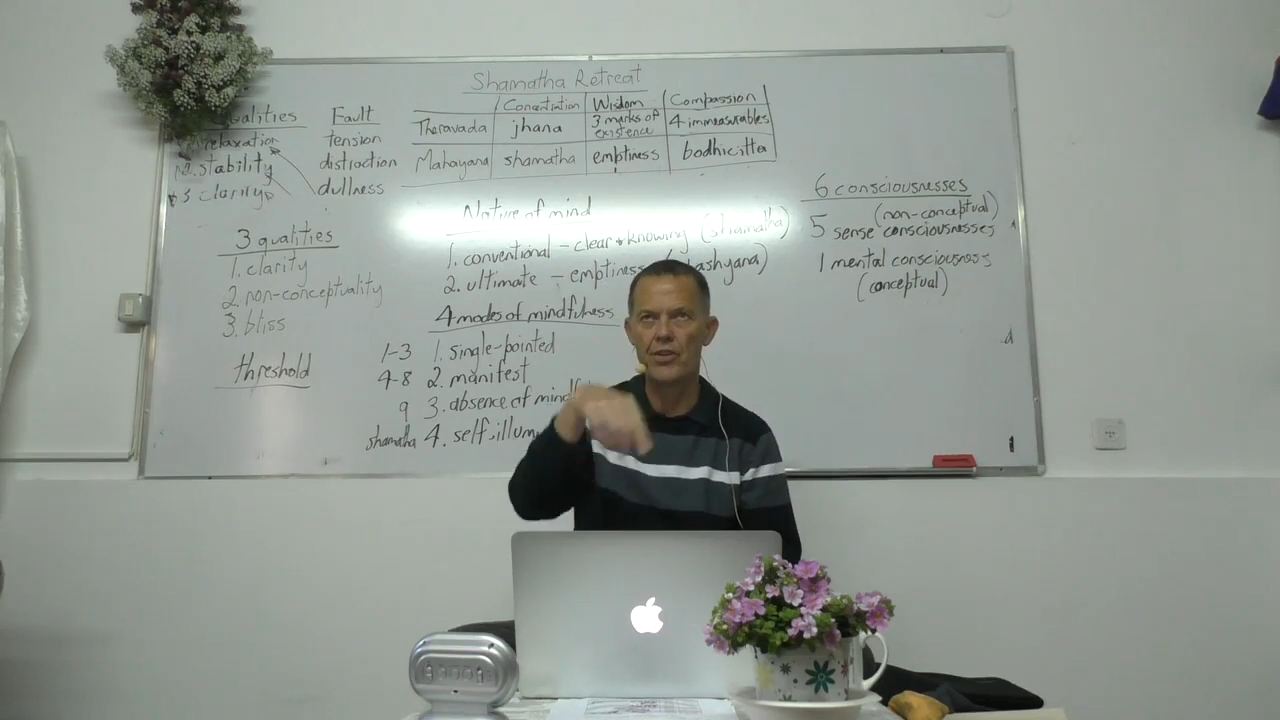 Shamatha Retreat
Concentration Wisdom Compassion
Theravada jhana 3 marks of existence 4 immeasurables
Mahayana shamatha emptiness bodhicitta
Fault
relaxation tension
2. stability distraction
3 clarity dullness
3 qualities
1. clarity
2. non-conceptuality
3. bliss
threshold
Nature of mind
1. conventional – clear + knowing (shamatha)
2. ultimate – emptiness
4 modes of mindfulness
1-3 1. single-pointed
4-8 2. manifest
9 3. absence of
shamatha 4.
6 consciousnesses
(non-conceptual)
5 sense consciousnesses
1 mental consciousness
(conceptual)